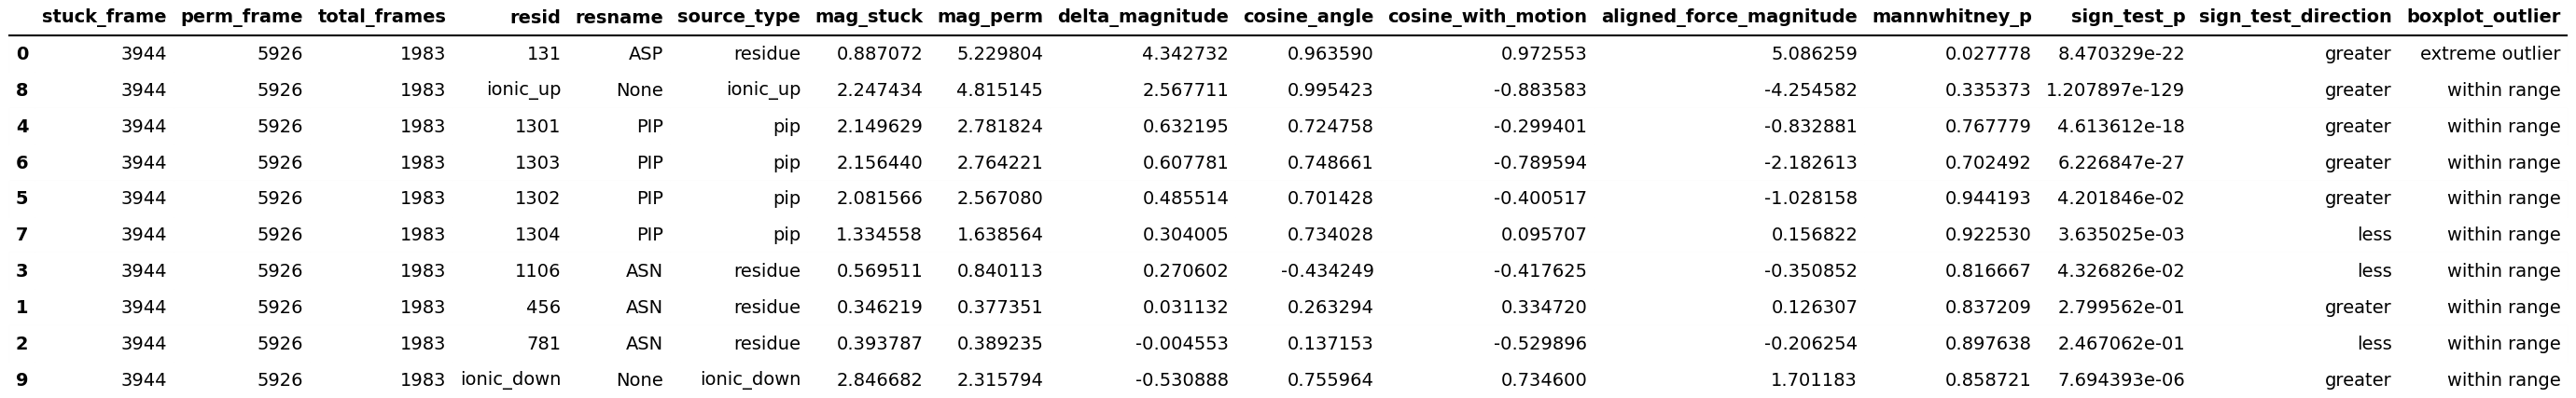 stuck_frame perm_frame total_frames resid resname source_type mag_stuck mag_perm delta_magnitude cosine_angle cosine_with_motion aligned_force_magnitude mannwhitney_p sign_test_p sign_test_direction boxplot_outlier
0 3944 5926 1983 131 ASP residue 0.887072 5.229804 4.342732 0.963590 0.972553 5.086259 0.027778 8.470329e-22 greater extreme outlier
8 3944 5926 1983 ionic_up None ionic_up 2.247434 4.815145 2.567711 0.995423 -0.883583 -4.254582 0.335373 1.207897e-129 greater within range
4 3944 5926 1983 1301 PIP pip 2.149629 2.781824 0.632195 0.724758 -0.299401 -0.832881 0.767779 4.613612e-18 greater within range
6 3944 5926 1983 1303 PIP pip 2.156440 2.764221 0.607781 0.748661 -0.789594 -2.182613 0.702492 6.226847e-27 greater within range
5 3944 5926 1983 1302 PIP pip 2.081566 2.567080 0.485514 0.701428 -0.400517 -1.028158 0.944193 4.201846e-02 greater within range
7 3944 5926 1983 1304 PIP pip 1.334558 1.638564 0.304005 0.734028 0.095707 0.156822 0.922530 3.635025e-03 less within range
3 3944 5926 1983 1106 ASN residue 0.569511 0.840113 0.270602 -0.434249 -0.417625 -0.350852 0.816667 4.326826e-02 less within range
1 3944 5926 1983 456 ASN residue 0.346219 0.377351 0.031132 0.263294 0.334720 0.126307 0.837209 2.799562e-01 greater within range
2 3944 5926 1983 781 ASN residue 0.393787 0.389235 -0.004553 0.137153 -0.529896 -0.206254 0.897638 2.467062e-01 less within range
9 3944 5926 1983 ionic_down None ionic_down 2.846682 2.315794 -0.530888 0.755964 0.734600 1.701183 0.858721 7.694393e-06 greater within range